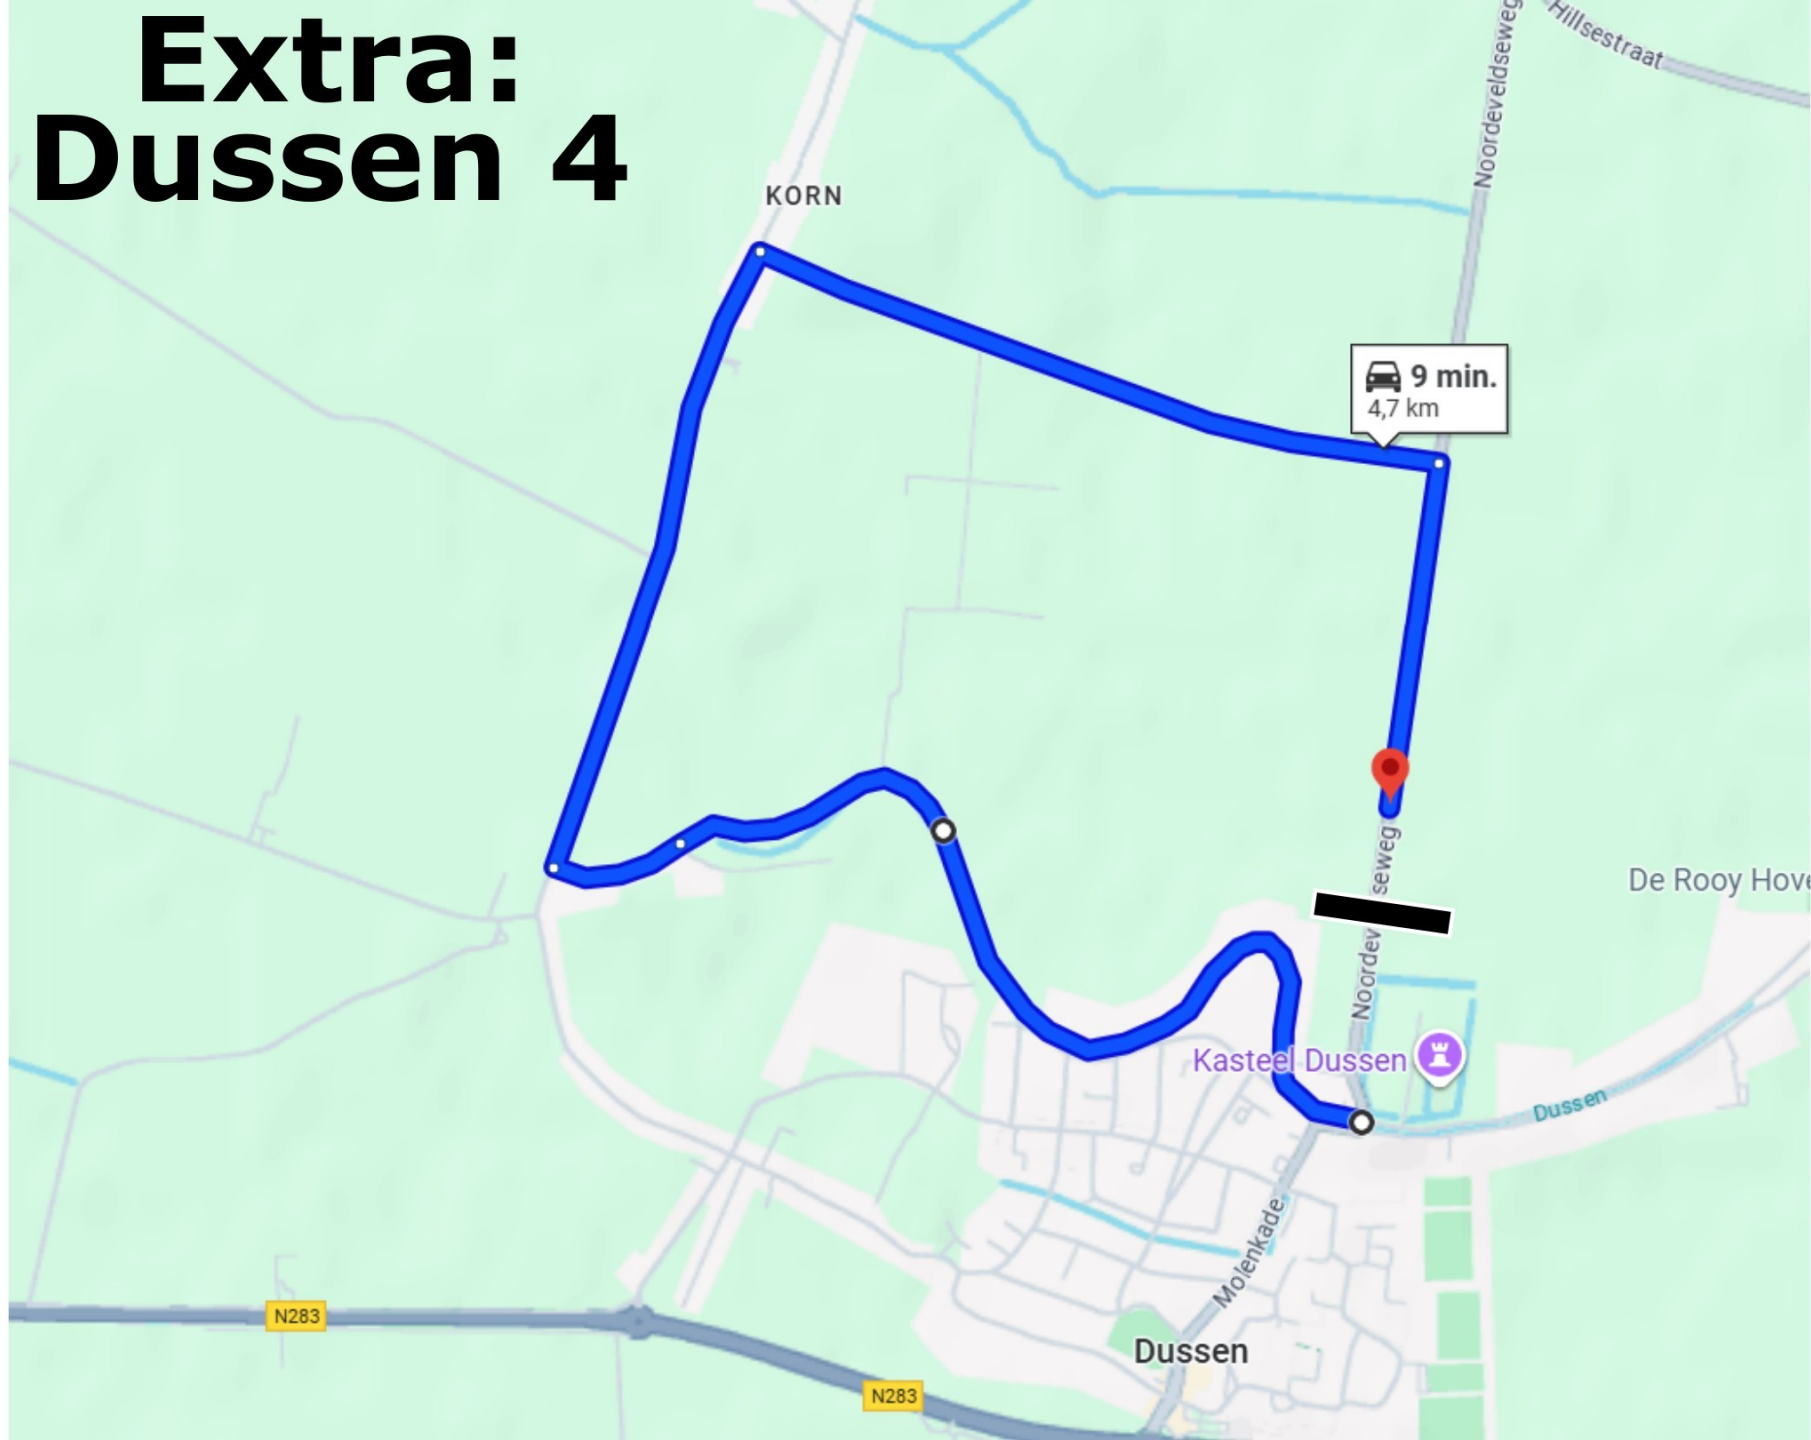 Extra:
Dussen 4
Hillsestraat
Noordeveldseweg
KORN
9 min.
4,7 km
seweg
Noordev
De Rooy Hove
Kasteel Dussen
Dussen
Molenkade
N283
Dussen
N283